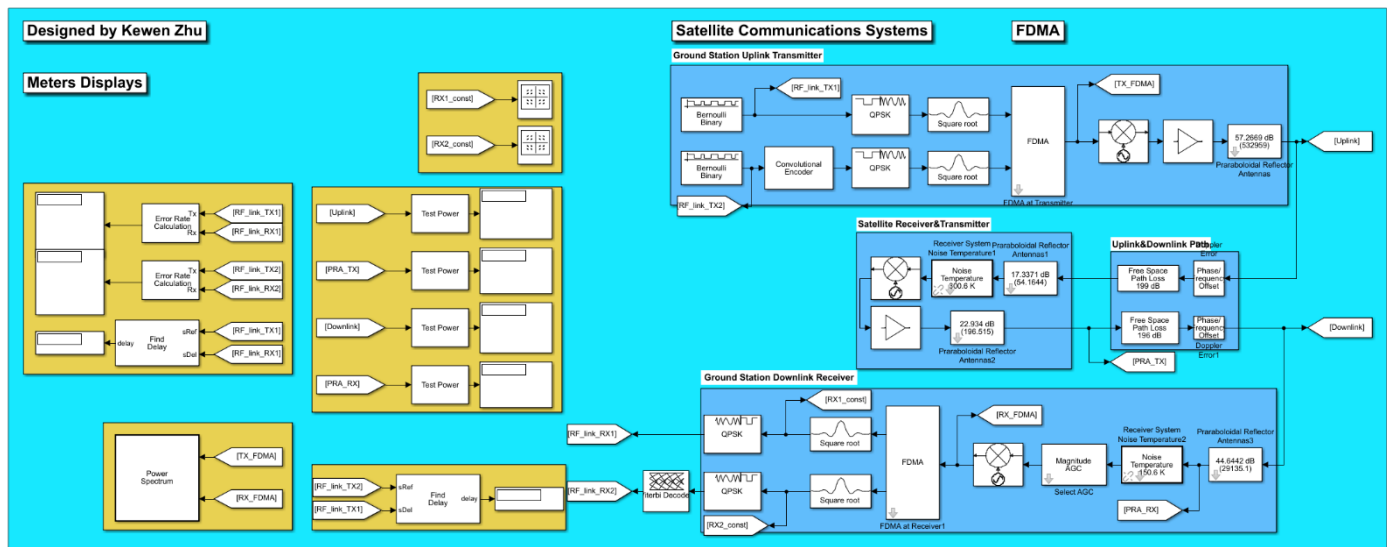 Designed by Kewen Zhu
Satellite Communications Systems
FDMA
Meters Displays
Ground Station Uplink Transmitter
[RX1_const]
[RX2_const]
[RF_link_TX1]
[TX_FDMA]
Bernoulli
Binary
QPSK
Square root
FDMA
57.2669 dB
(532959)
Praraboloidal Reflector
Antennas
[Uplink]
Bernoulli
Binary
Convolutional
Encoder
QPSK
Square root
[RF_link_TX2]
FDMA at Transmitter
Tx
Rx
Error Rate
Calculation
[RF_link_TX1]
[RF_link_RX1]
Tx
Rx
Error Rate
Calculation
[RF_link_TX2]
[RF_link_RX2]
delay
Find
Delay
sRef
sDel
[RF_link_TX1]
[RF_link_RX1]
[Uplink]
Test Power
[PRA_TX]
Test Power
[Downlink]
Test Power
[PRA_RX]
Test Power
Satellite Receiver&Transmitter
Receiver System
Noise Temperature1
Praraboloidal Reflector
Antennas1
Noise
Temperature
300.6 K
17.3371 dB
(54.1644)
22.934 dB
(196.515)
Praraboloidal Reflector
Antennas2
Uplink&Downlink Path
Doppler
Error
Free Space
Path Loss
199 dB
Phase/
requenc
Offset
Free Space
Path Loss
196 dB
Phase/
requenc
Offset
Doppler
Error1
[Downlink]
[PRA_TX]
Ground Station Downlink Receiver
[RX1_const]
[RF_link_RX1]
QPSK
Square root
FDMA
[RX_FDMA]
Magnitude
AGC
Select AGC
Receiver System
Noise Temperature2
Noise
Temperature
150.6 K
Praraboloidal Reflector
Antennas3
44.6442 dB
(29135.1)
[PRA_RX]
[RF_link_RX2]
iterbi Decode
QPSK
Square root
[RX2_const]
FDMA at Receiver1
Power
Spectrum
[TX_FDMA]
[RX_FDMA]
[RF_link_TX2]
[RF_link_TX1]
sRef
sDel
Find
Delay
delay